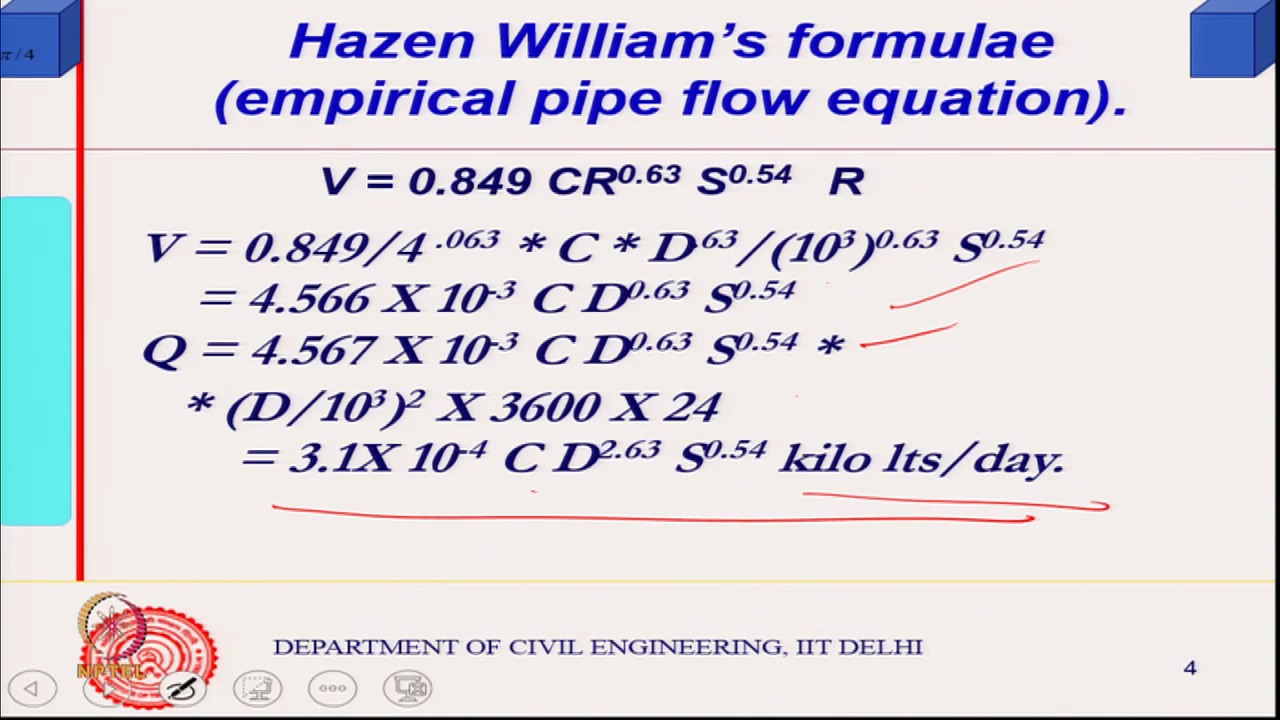 π/4
Hazen William's formulae
(empirical pipe flow equation).
V = 0.849 CR^0.63 S^0.54 R
V = 0.849/4 ^.063 * C * D^.63/(10^3)^0.63 S^0.54
= 4.566 X 10^-3 C D^0.63 S^0.54
Q = 4.567 X 10^-3 C D^0.63 S^0.54 *
* (D/10^3)^2 X 3600 X 24
= 3.1X 10^-4 C D^2.63 S^0.54 kilo lts/day.
NPTEL
DEPARTMENT OF CIVIL ENGINEERING, IIT DELHI
4